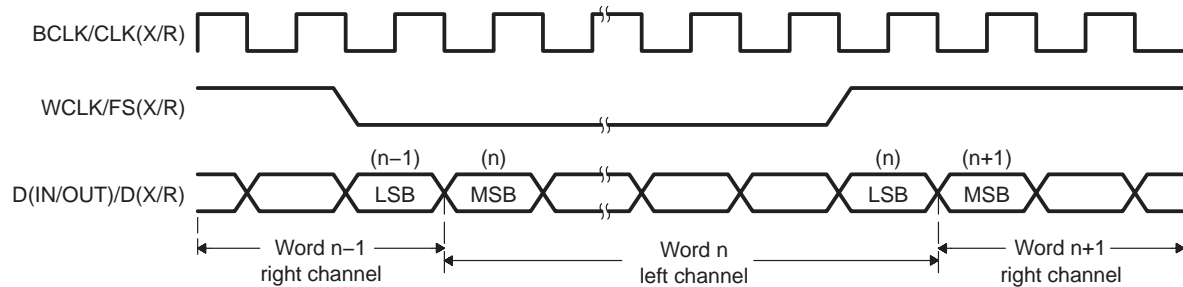 BCLK/CLK(X/R)
WCLK/FS(X/R)
(n−1) (n) (n) (n+1)
D(IN/OUT)/D(X/R) LSB MSB LSB MSB
Word n−1 Word n Word n+1
right channel left channel right channel